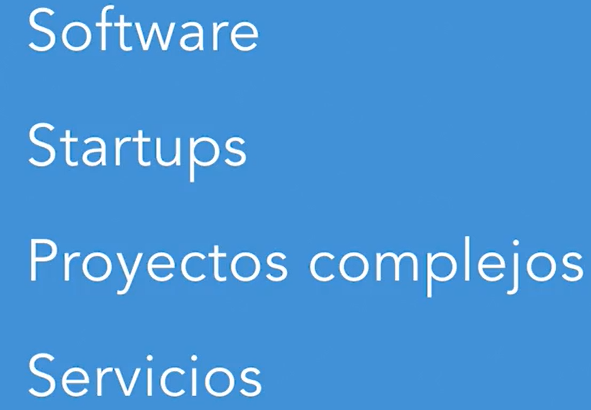 Software
Startups
Proyectos complejos
Servicios